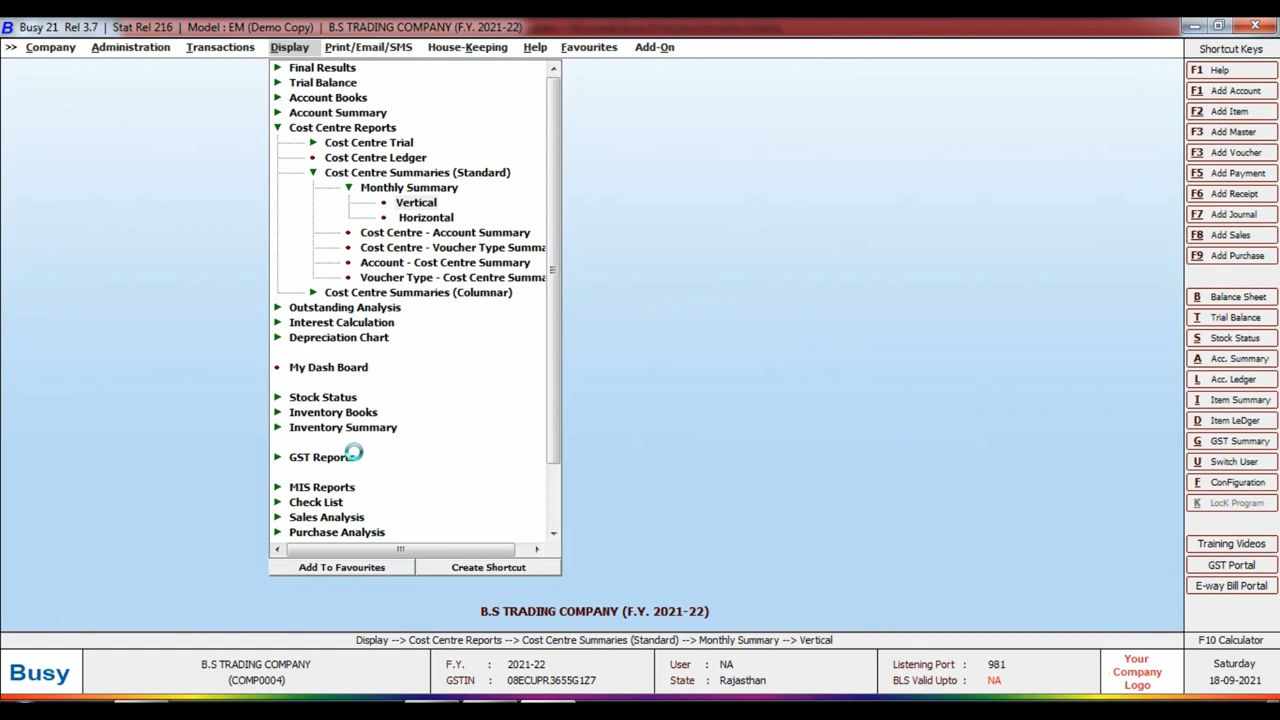 Busy 21 Rel 3.7 | Stat Rel 216 | Model : EM (Demo Copy) | B.S TRADING COMPANY (F.Y. 2021-22)
>> Company Administration Transactions Display Print/Email/SMS House-Keeping Help Favourites Add-On
Shortcut Keys
Final Results
Trial Balance
Account Books
Account Summary
Cost Centre Reports
Cost Centre Trial
Cost Centre Ledger
Cost Centre Summaries (Standard)
Monthly Summary
Vertical
Horizontal
Cost Centre - Account Summary
Cost Centre - Voucher Type Summa
Account - Cost Centre Summary
Voucher Type - Cost Centre Summa
Cost Centre Summaries (Columnar)
Outstanding Analysis
Interest Calculation
Depreciation Chart
My Dash Board
Stock Status
Inventory Books
Inventory Summary
GST Reports
MIS Reports
Check List
Sales Analysis
Purchase Analysis
Add To Favourites
Create Shortcut
F1 Help
F1 Add Account
F2 Add Item
F3 Add Master
F3 Add Voucher
F5 Add Payment
F6 Add Receipt
F7 Add Journal
F8 Add Sales
F9 Add Purchase
B Balance Sheet
T Trial Balance
S Stock Status
A Acc. Summary
L Acc. Ledger
I Item Summary
D Item LeDger
G GST Summary
U Switch User
F ConFiguration
K LocK Program
Training Videos
GST Portal
E-way Bill Portal
B.S TRADING COMPANY (F.Y. 2021-22)
Display --> Cost Centre Reports --> Cost Centre Summaries (Standard) --> Monthly Summary --> Vertical
F10 Calculator
Busy
B.S TRADING COMPANY
(COMP0004)
F.Y. : 2021-22
GSTIN : 08ECUPR3655G1Z7
User : NA
State : Rajasthan
Listening Port : 981
BLS Valid Upto : NA
Your
Company
Logo
Saturday
18-09-2021